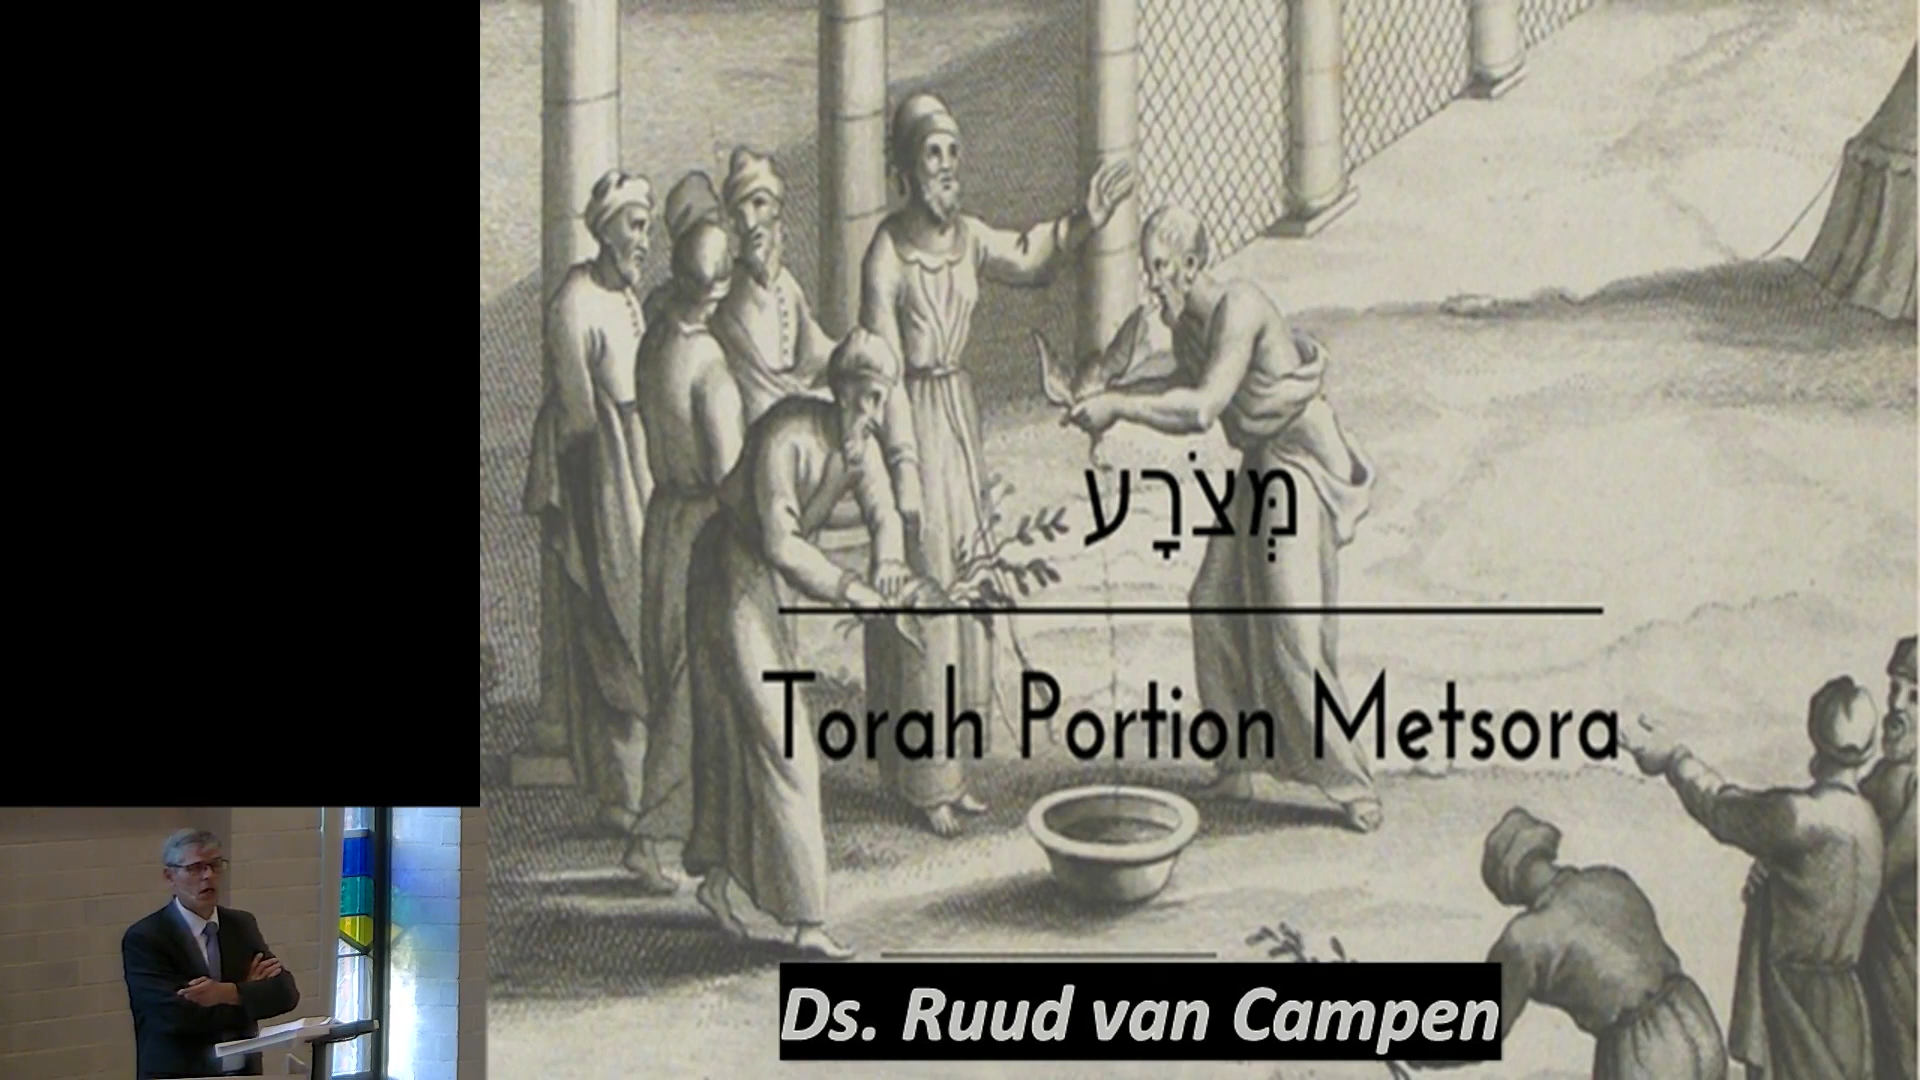 מְּצֹרָע
Torah Portion Metsora
Ds. Ruud van Campen